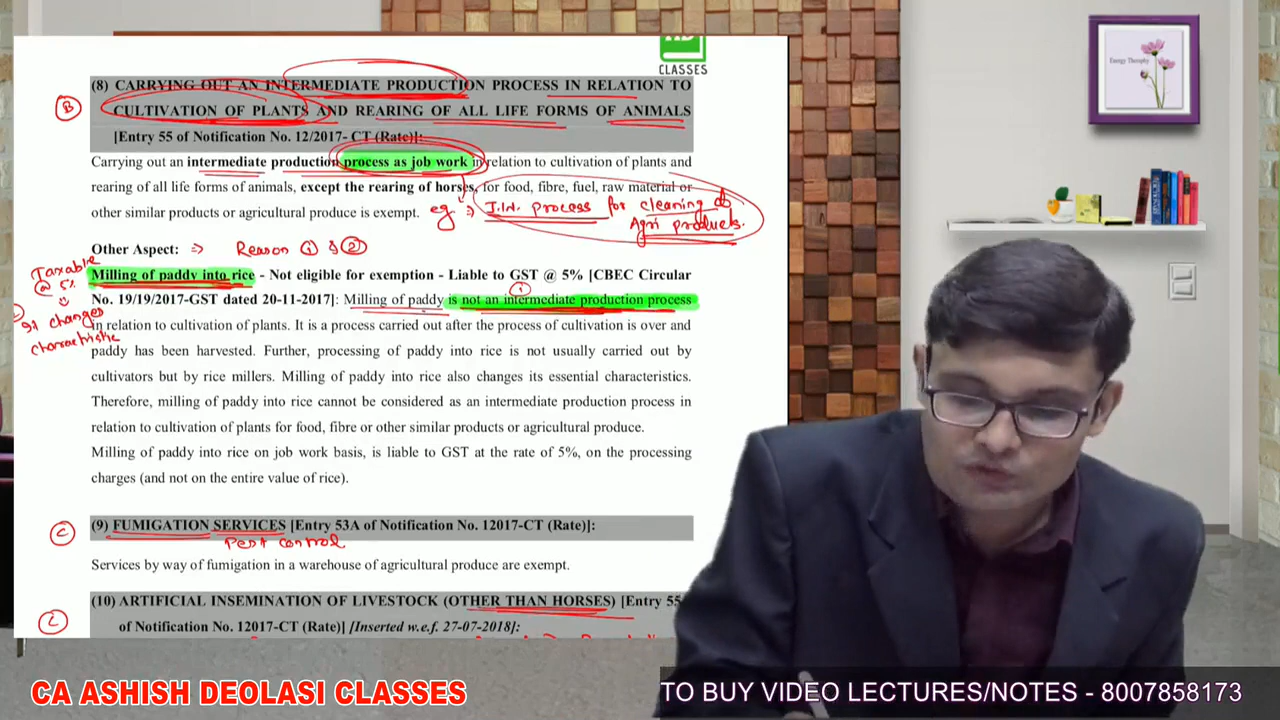 CLASSES
Energy Therophy
(8) CARRYING OUT AN INTERMEDIATE PRODUCTION PROCESS IN RELATION TO
B
CULTIVATION OF PLANTS AND REARING OF ALL LIFE FORMS OF ANIMALS
[Entry 55 of Notification No. 12/2017- CT (Rate)]:
Carrying out an intermediate production process as job work in relation to cultivation of plants and
rearing of all life forms of animals, except the rearing of horses, for food, fibre, fuel, raw material or
other similar products or agricultural produce is exempt.
eg ⇒ I.N. process for cleaning of
Agri products.
Other Aspect: ⇒ Reason ① & ②
Taxable
@ 5%
Milling of paddy into rice - Not eligible for exemption - Liable to GST @ 5% [CBEC Circular
No. 19/19/2017-GST dated 20-11-2017]: Milling of paddy is not an intermediate production process
①
It changes
characteristic
in relation to cultivation of plants. It is a process carried out after the process of cultivation is over and
paddy has been harvested. Further, processing of paddy into rice is not usually carried out by
cultivators but by rice millers. Milling of paddy into rice also changes its essential characteristics.
Therefore, milling of paddy into rice cannot be considered as an intermediate production process in
relation to cultivation of plants for food, fibre or other similar products or agricultural produce.
Milling of paddy into rice on job work basis, is liable to GST at the rate of 5%, on the processing
charges (and not on the entire value of rice).
C
(9) FUMIGATION SERVICES [Entry 53A of Notification No. 12017-CT (Rate)]:
Pest control
Services by way of fumigation in a warehouse of agricultural produce are exempt.
(10) ARTIFICIAL INSEMINATION OF LIVESTOCK (OTHER THAN HORSES) [Entry 55
of Notification No. 12017-CT (Rate)] [Inserted w.e.f. 27-07-2018]:
CA ASHISH DEOLASI CLASSES
TO BUY VIDEO LECTURES/NOTES - 8007858173